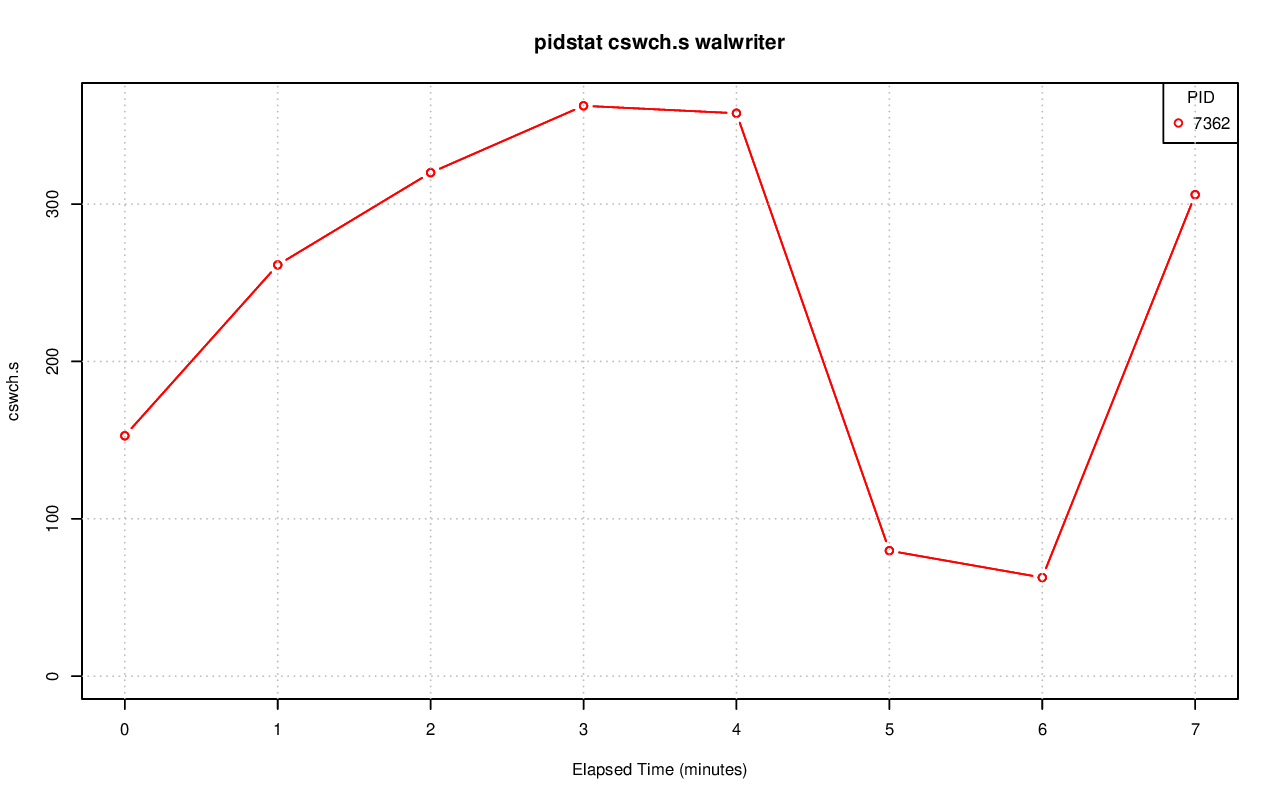 pidstat cswch.s walwriter
PID
7362
cswch.s
300
200
100
0
0 1 2 3 4 5 6 7
Elapsed Time (minutes)